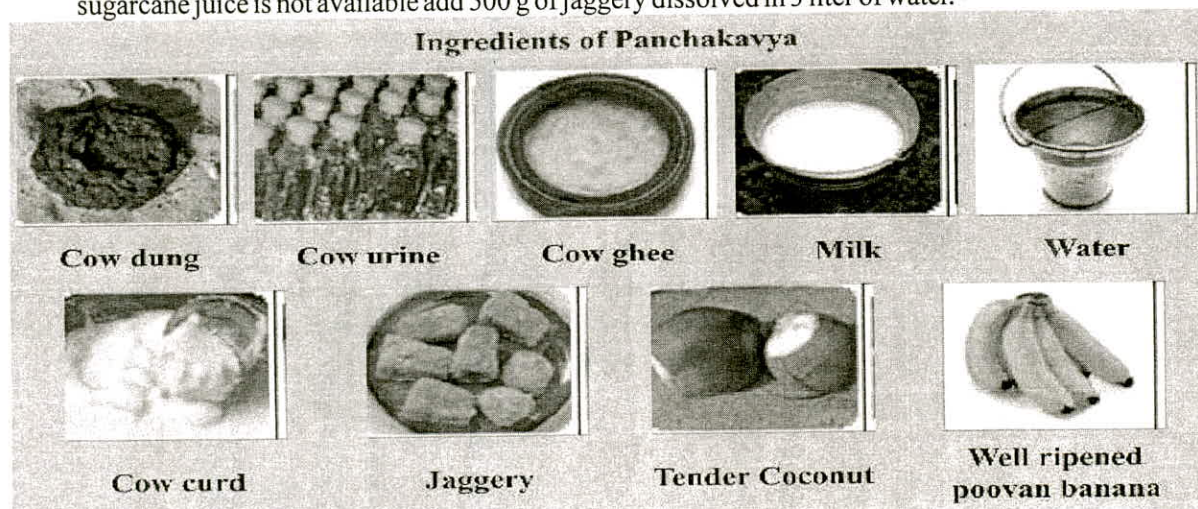 sugarcane juice is not available add 500 g of jaggery dissolved in 3 liter of water.
Ingredients of Panchakavya
Cow dung
Cow urine
Cow ghee
Milk
Water
Cow curd
Jaggery
Tender Coconut
Well ripened
poovan banana